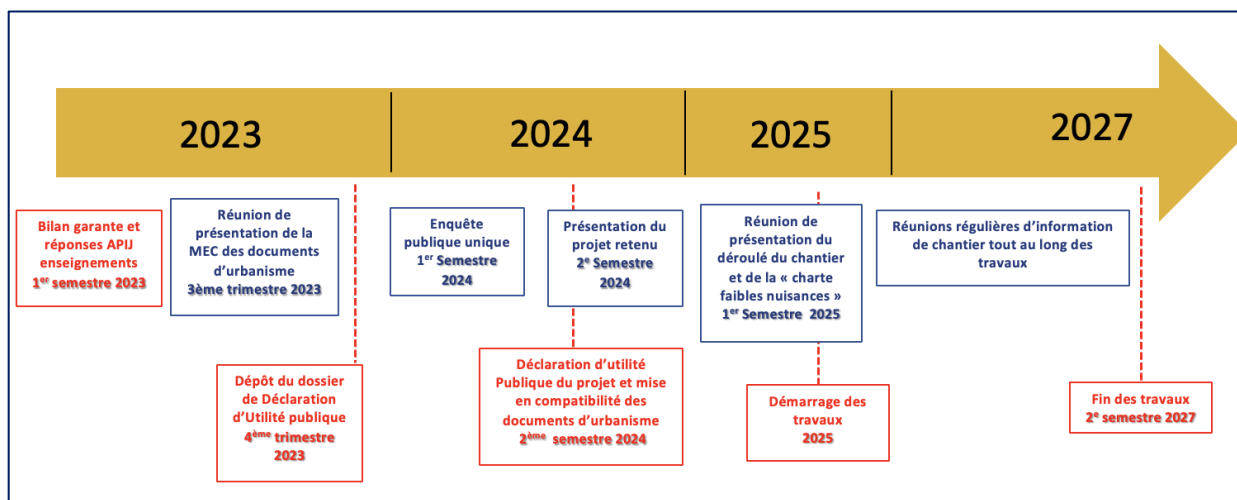 2023
2024
2025
2027
Bilan garante et
réponses APIJ
enseignements
1er semestre 2023
Réunion de
présentation de la
MEC des documents
d'urbanisme
3ème trimestre 2023
Enquête
publique unique
1er Semestre
2024
Présentation du
projet retenu
2e Semestre
2024
Réunion de
présentation du
déroulé du chantier
et de la « charte
faibles nuisances »
1er Semestre 2025
Réunions régulières d'information
de chantier tout au long des
travaux
Dépôt du dossier
de Déclaration
d'Utilité publique
4ème trimestre
2023
Déclaration d'utilité
Publique du projet et mise
en compatibilité des
documents d'urbanisme
2ème semestre 2024
Démarrage des
travaux
2025
Fin des travaux
2e semestre 2027